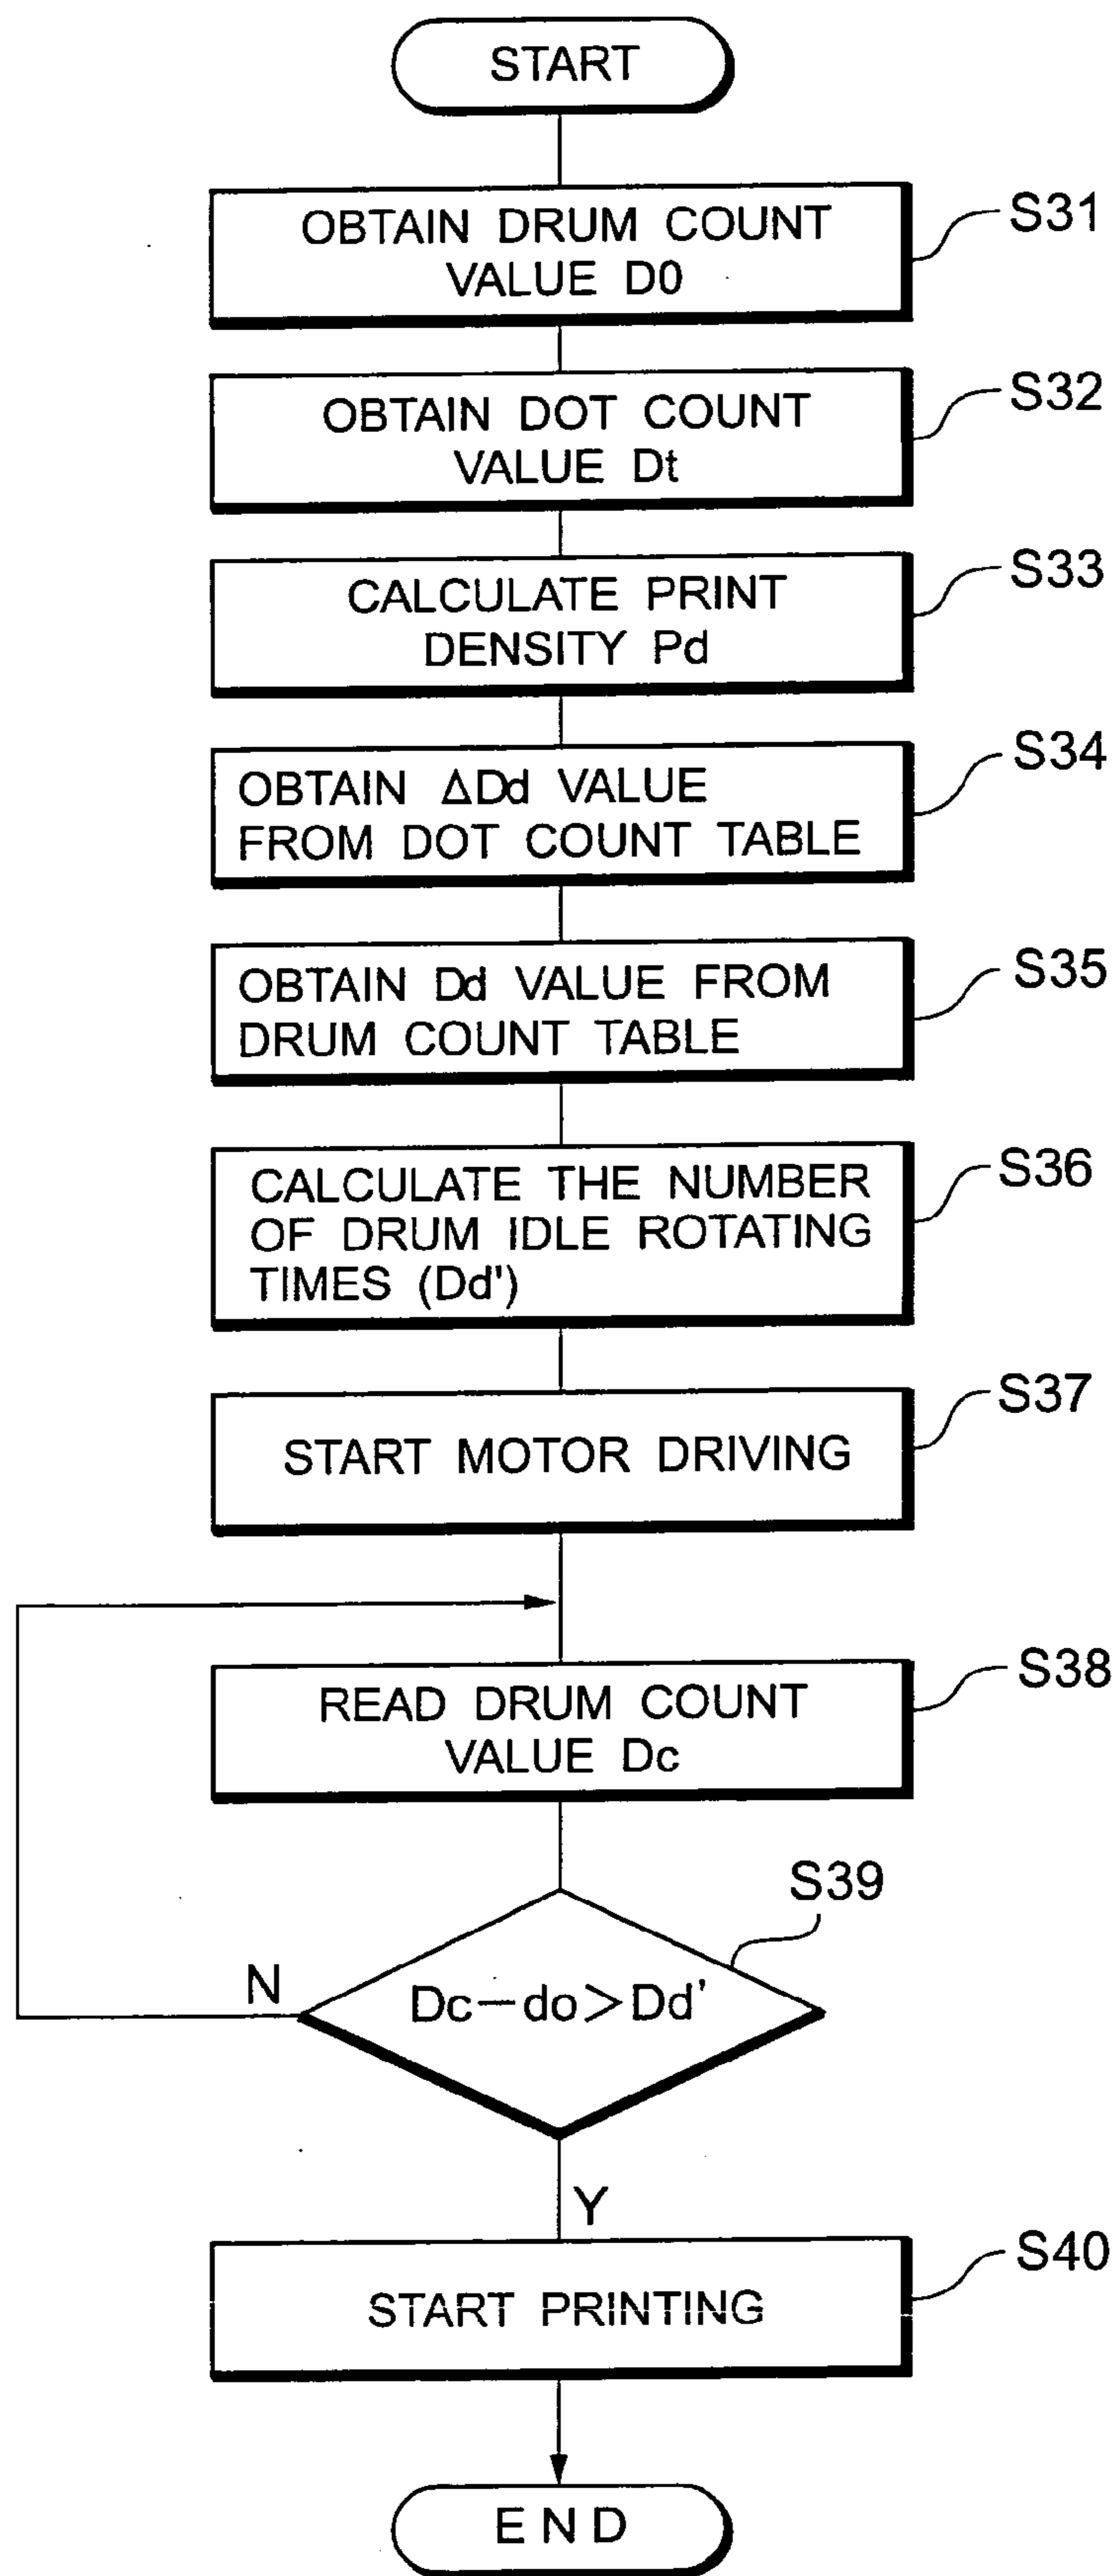 START
OBTAIN DRUM COUNT
VALUE D0
S31
OBTAIN DOT COUNT
VALUE Dt
S32
CALCULATE PRINT
DENSITY Pd
S33
OBTAIN ΔDd VALUE
FROM DOT COUNT TABLE
S34
OBTAIN Dd VALUE FROM
DRUM COUNT TABLE
S35
CALCULATE THE NUMBER
OF DRUM IDLE ROTATING
TIMES (Dd')
S36
START MOTOR DRIVING
S37
READ DRUM COUNT
VALUE Dc
S38
S39
N
Dc−do>Dd'
Y
START PRINTING
S40
END